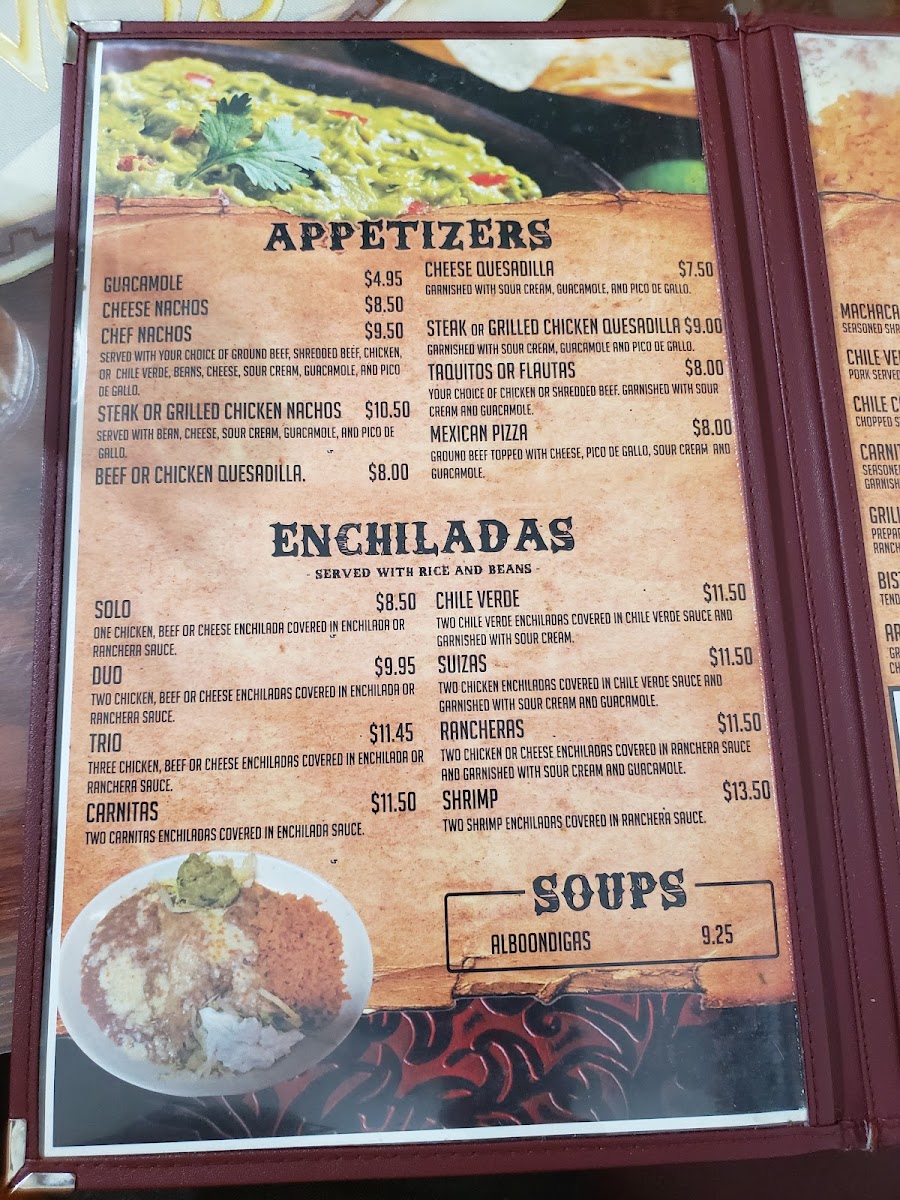 APPETIZERS
GUACAMOLE $4.95
CHEESE NACHOS $8.50
CHEF NACHOS $9.50
SERVED WITH YOUR CHOICE OF GROUND BEEF, SHREDDED BEEF, CHICKEN,
OR CHILE VERDE, BEANS, CHEESE, SOUR CREAM, GUACAMOLE, AND PICO
DE GALLO.
STEAK OR GRILLED CHICKEN NACHOS $10.50
SERVED WITH BEAN, CHEESE, SOUR CREAM, GUACAMOLE, AND PICO DE
GALLO.
BEEF OR CHICKEN QUESADILLA. $8.00
CHEESE QUESADILLA $7.50
GARNISHED WITH SOUR CREAM, GUACAMOLE, AND PICO DE GALLO.
STEAK OR GRILLED CHICKEN QUESADILLA $9.00
GARNISHED WITH SOUR CREAM, GUACAMOLE AND PICO DE GALLO.
TAQUITOS OR FLAUTAS $8.00
YOUR CHOICE OF CHICKEN OR SHREDDED BEEF. GARNISHED WITH SOUR
CREAM AND GUACAMOLE.
MEXICAN PIZZA $8.00
GROUND BEEF TOPPED WITH CHEESE, PICO DE GALLO, SOUR CREAM AND
GUACAMOLE.
ENCHILADAS
- SERVED WITH RICE AND BEANS -
SOLO $8.50
ONE CHICKEN, BEEF OR CHEESE ENCHILADA COVERED IN ENCHILADA OR
RANCHERA SAUCE.
DUO $9.95
TWO CHICKEN, BEEF OR CHEESE ENCHILADAS COVERED IN ENCHILADA OR
RANCHERA SAUCE.
TRIO $11.45
THREE CHICKEN, BEEF OR CHEESE ENCHILADAS COVERED IN ENCHILADA OR
RANCHERA SAUCE.
CARNITAS $11.50
TWO CARNITAS ENCHILADAS COVERED IN ENCHILADA SAUCE.
CHILE VERDE $11.50
TWO CHILE VERDE ENCHILADAS COVERED IN CHILE VERDE SAUCE AND
GARNISHED WITH SOUR CREAM.
SUIZAS $11.50
TWO CHICKEN ENCHILADAS COVERED IN CHILE VERDE SAUCE AND
GARNISHED WITH SOUR CREAM AND GUACAMOLE.
RANCHERAS $11.50
TWO CHICKEN OR CHEESE ENCHILADAS COVERED IN RANCHERA SAUCE
AND GARNISHED WITH SOUR CREAM AND GUACAMOLE.
SHRIMP $13.50
TWO SHRIMP ENCHILADAS COVERED IN RANCHERA SAUCE.
SOUPS
ALBOONDIGAS 9.25
MACHACA
SEASONED
CHILE
PORK SERVED
CHILE
CHOPPED